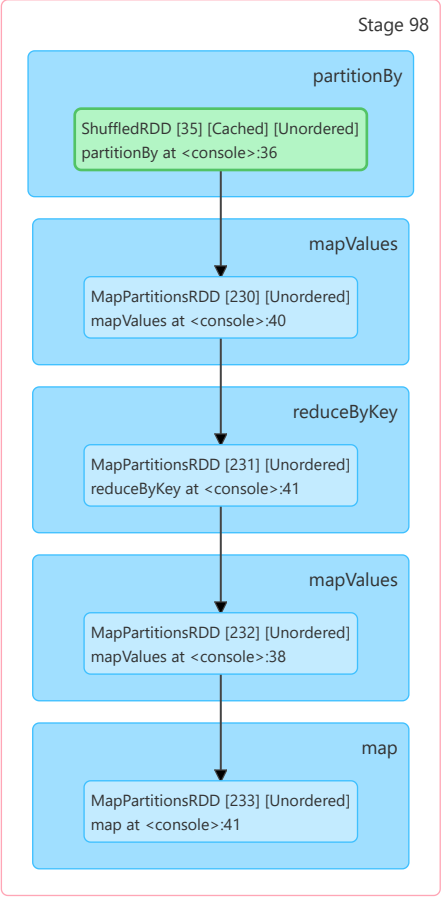 Stage 98
partitionBy
ShuffledRDD [35] [Cached] [Unordered]
partitionBy at <console>:36
mapValues
MapPartitionsRDD [230] [Unordered]
mapValues at <console>:40
reduceByKey
MapPartitionsRDD [231] [Unordered]
reduceByKey at <console>:41
mapValues
MapPartitionsRDD [232] [Unordered]
mapValues at <console>:38
map
MapPartitionsRDD [233] [Unordered]
map at <console>:41